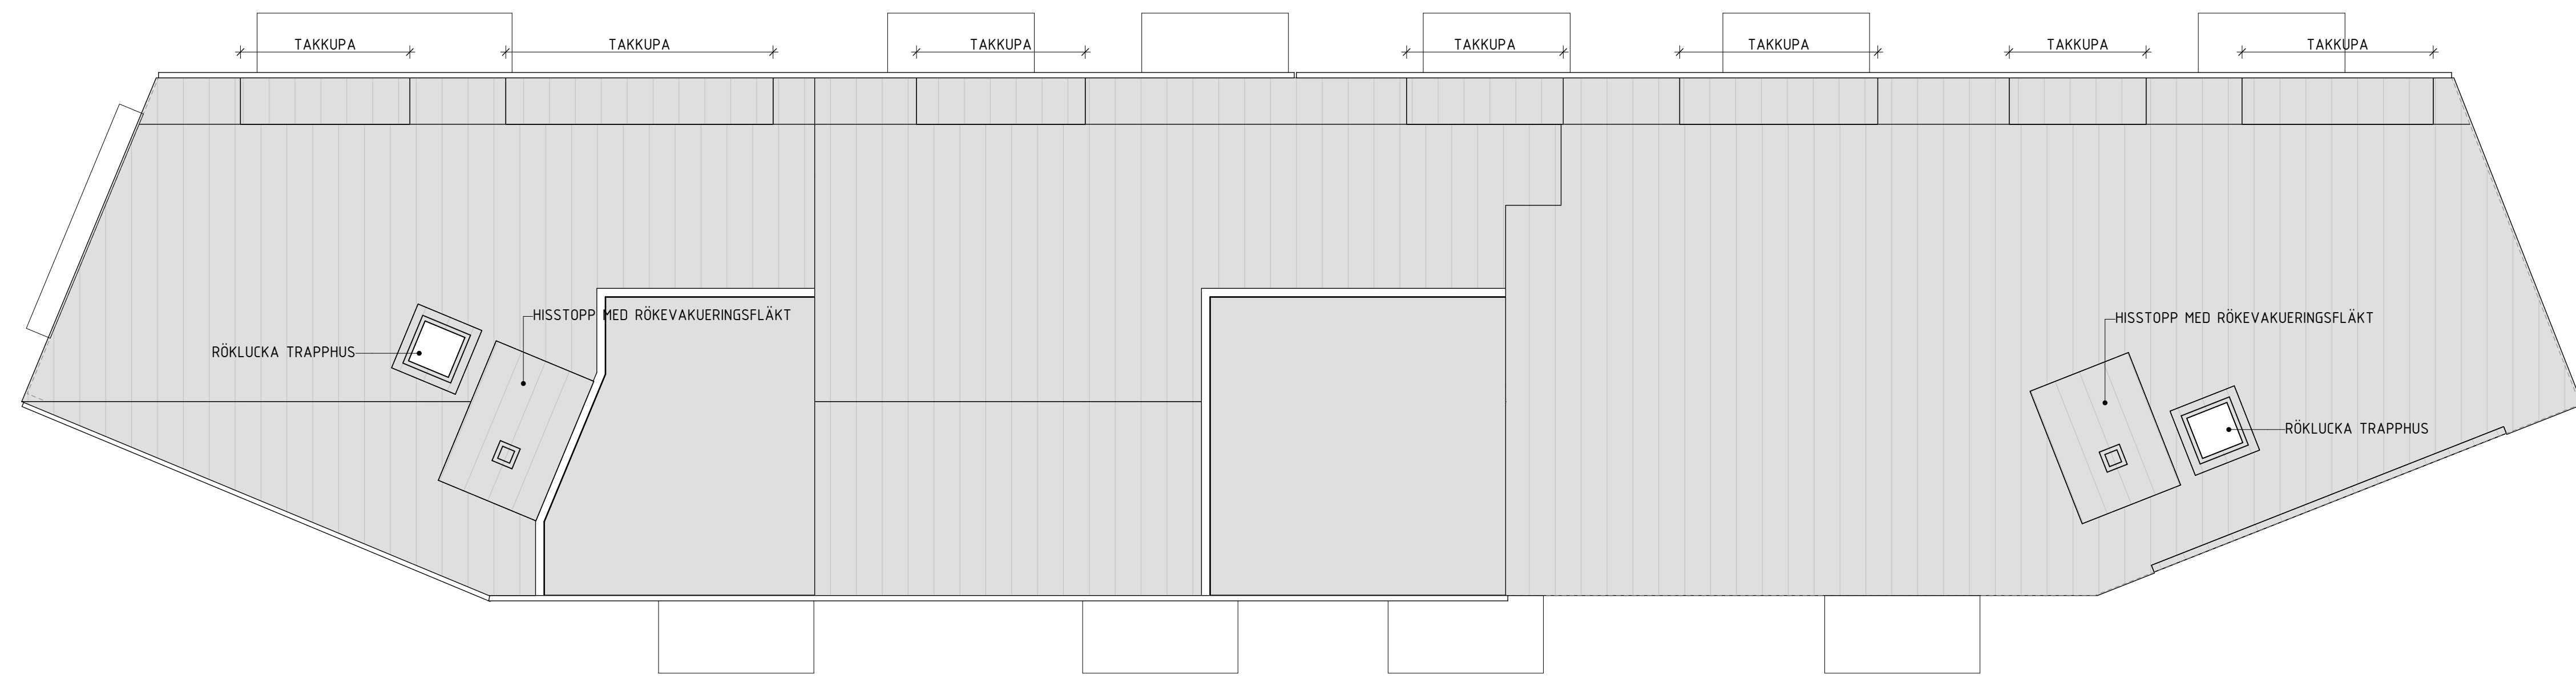 TAKKUPA
TAKKUPA
TAKKUPA
TAKKUPA
TAKKUPA
TAKKUPA
TAKKUPA
HISSTOPP MED RÖKEVAKUERINGSFLÄKT
HISSTOPP MED RÖKEVAKUERINGSFLÄKT
RÖKLUCKA TRAPPHUS
RÖKLUCKA TRAPPHUS